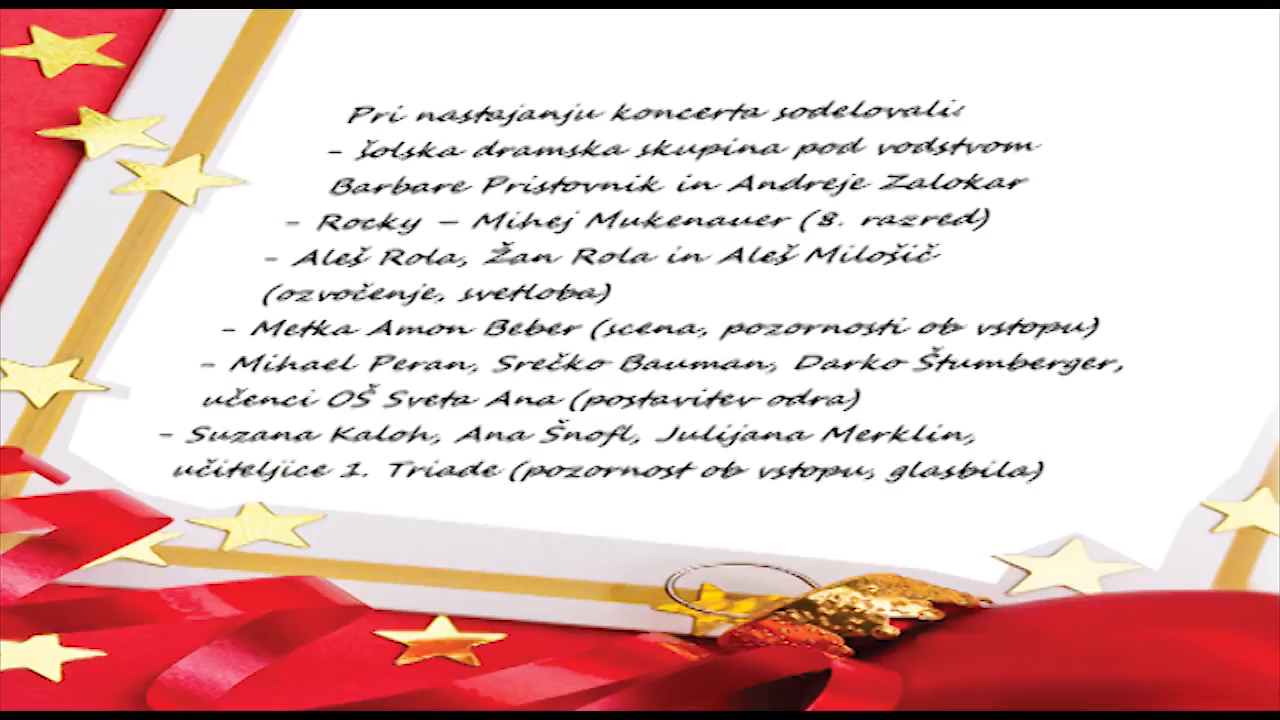 Pri nastajanju koncerta sodelovali:
- šolska dramska skupina pod vodstvom
Barbare Pristovnik in Andreje Zalokar
- Rocky – Mihej Mukenauer (8. razred)
- Aleš Rola, Žan Rola in Aleš Milošič
(ozvočenje, svetloba)
- Metka Amon Beber (scena, pozornosti ob vstopu)
- Mihael Peran, Srečko Bauman, Darko Štumberger,
učenci OŠ Sveta Ana (postavitev odra)
- Suzana Kaloh, Ana Šnofl, Julijana Merklin,
učiteljice 1. Triade (pozornost ob vstopu, glasbila)